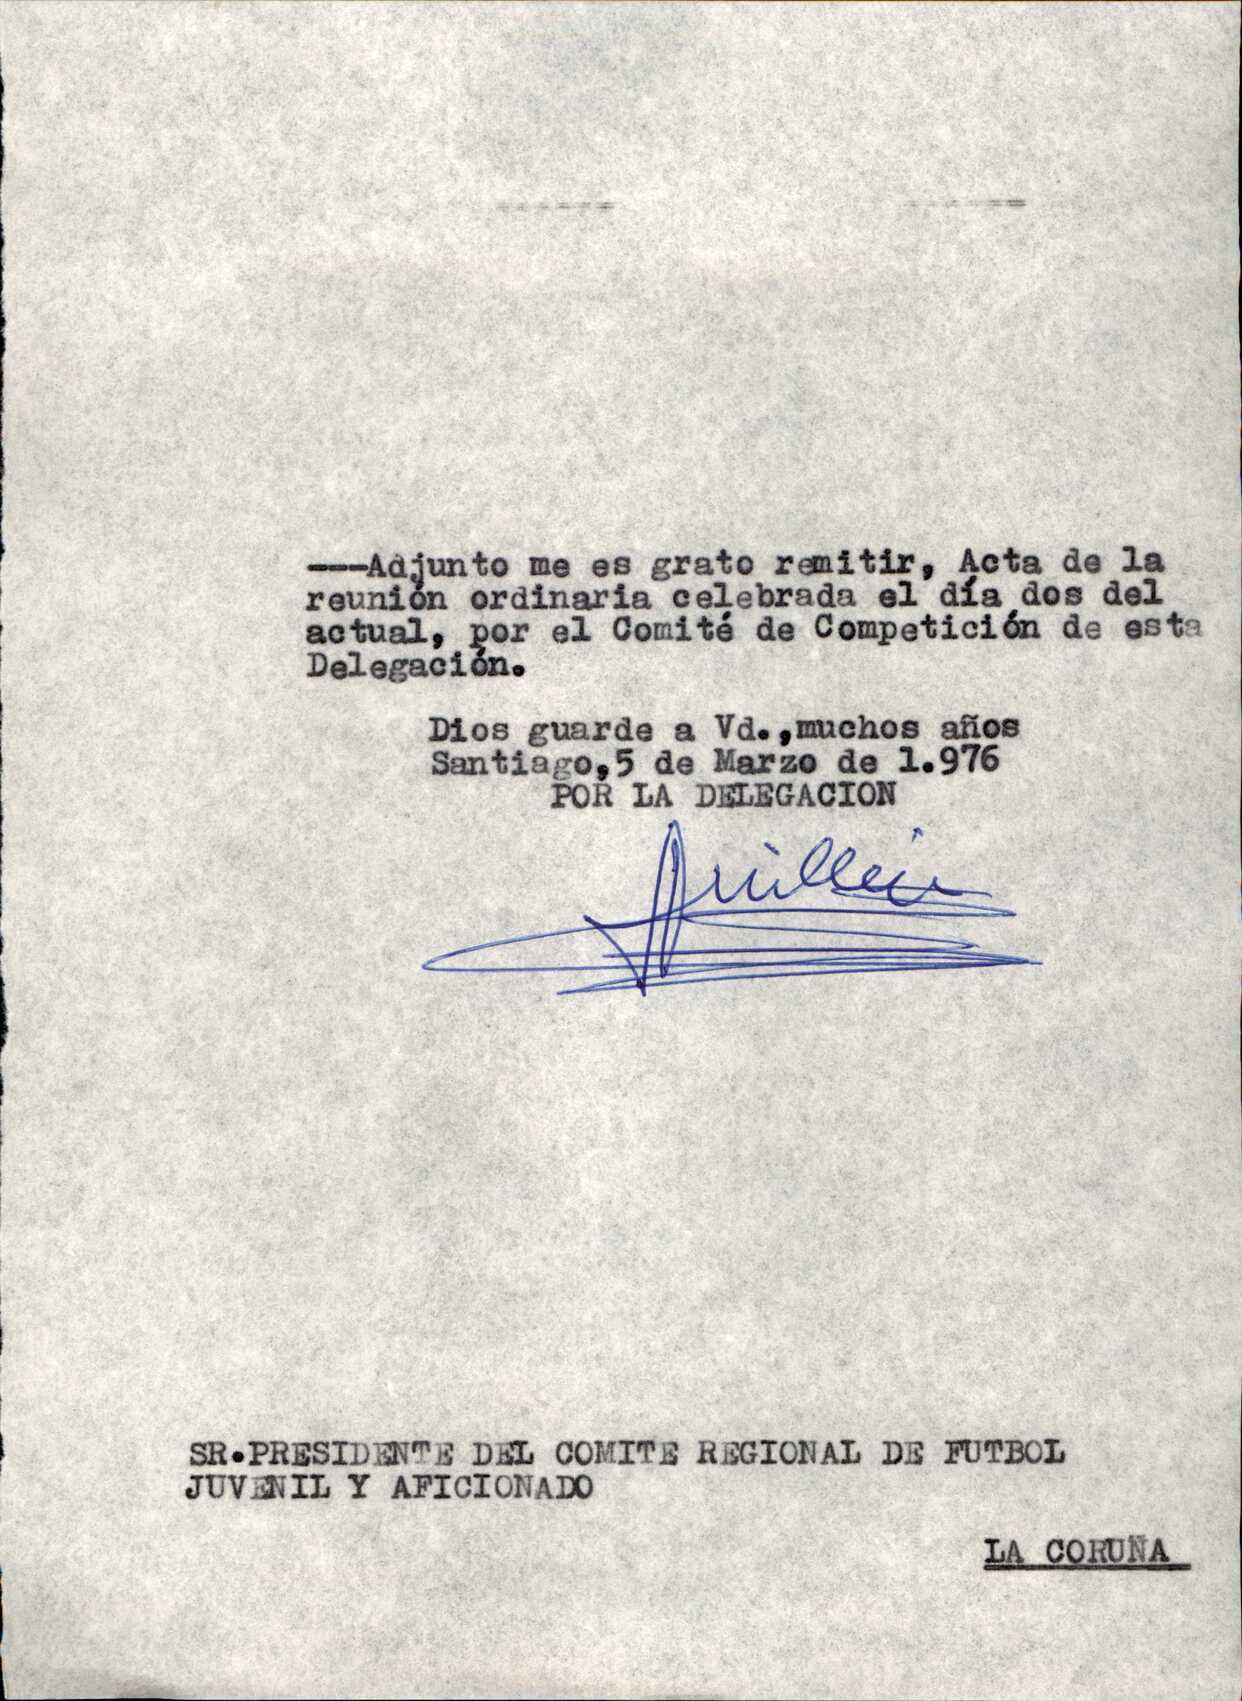 ———Adjunto me es grato remitir, Acta de la
reunión ordinaria celebrada el día dos del
actual, por el Comité de Competición de esta
Delegación.
Dios guarde a Vd.,muchos años
Santiago,5 de Marzo de 1.976
POR LA DELEGACION
SR.PRESIDENTE DEL COMITE REGIONAL DE FUTBOL
JUVENIL Y AFICIONADO
LA CORUÑA